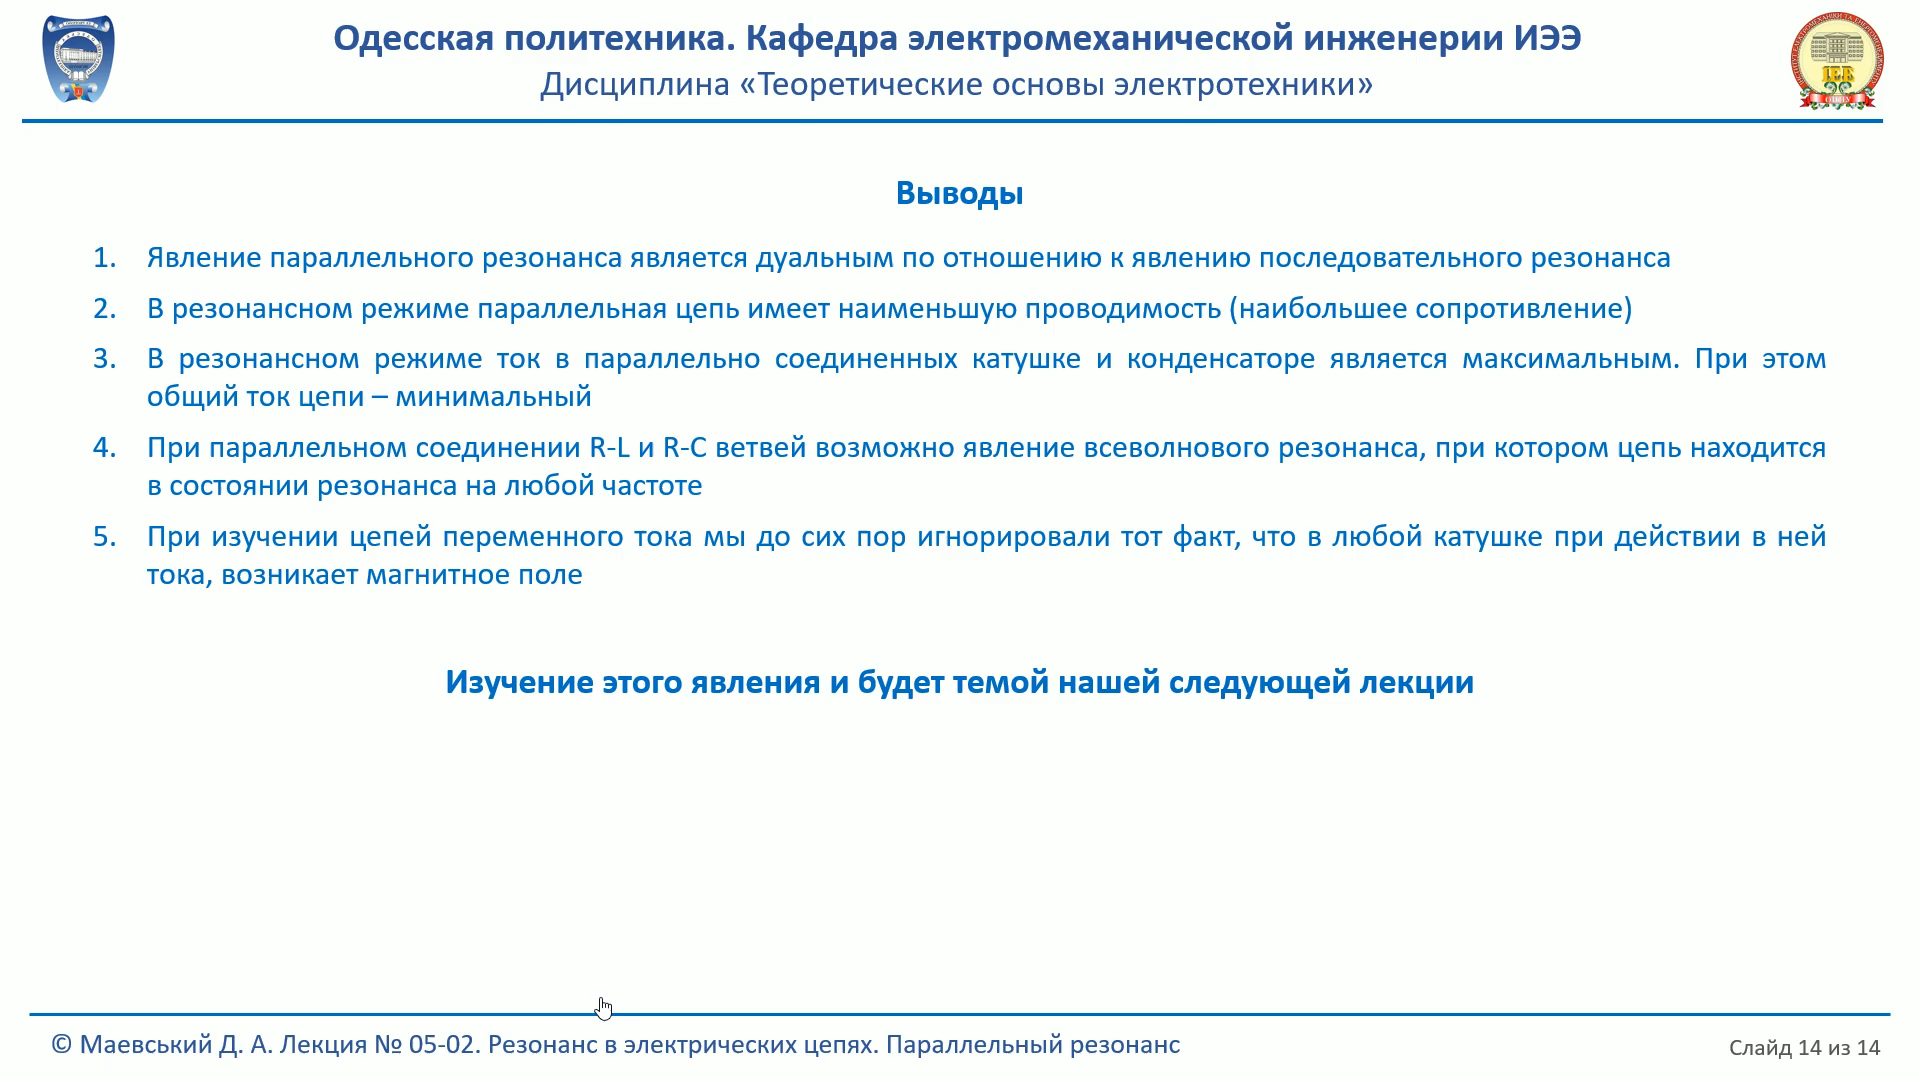 Одесская политехника. Кафедра электромеханической инженерии ИЭЭ
Дисциплина «Теоретические основы электротехники»
Выводы
1. Явление параллельного резонанса является дуальным по отношению к явлению последовательного резонанса
2. В резонансном режиме параллельная цепь имеет наименьшую проводимость (наибольшее сопротивление)
3. В резонансном режиме ток в параллельно соединенных катушке и конденсаторе является максимальным. При этом
общий ток цепи – минимальный
4. При параллельном соединении R-L и R-C ветвей возможно явление всеволнового резонанса, при котором цепь находится
в состоянии резонанса на любой частоте
5. При изучении цепей переменного тока мы до сих пор игнорировали тот факт, что в любой катушке при действии в ней
тока, возникает магнитное поле
Изучение этого явления и будет темой нашей следующей лекции
© Маевський Д. А. Лекция № 05-02. Резонанс в электрических цепях. Параллельный резонанс
Слайд 14 из 14